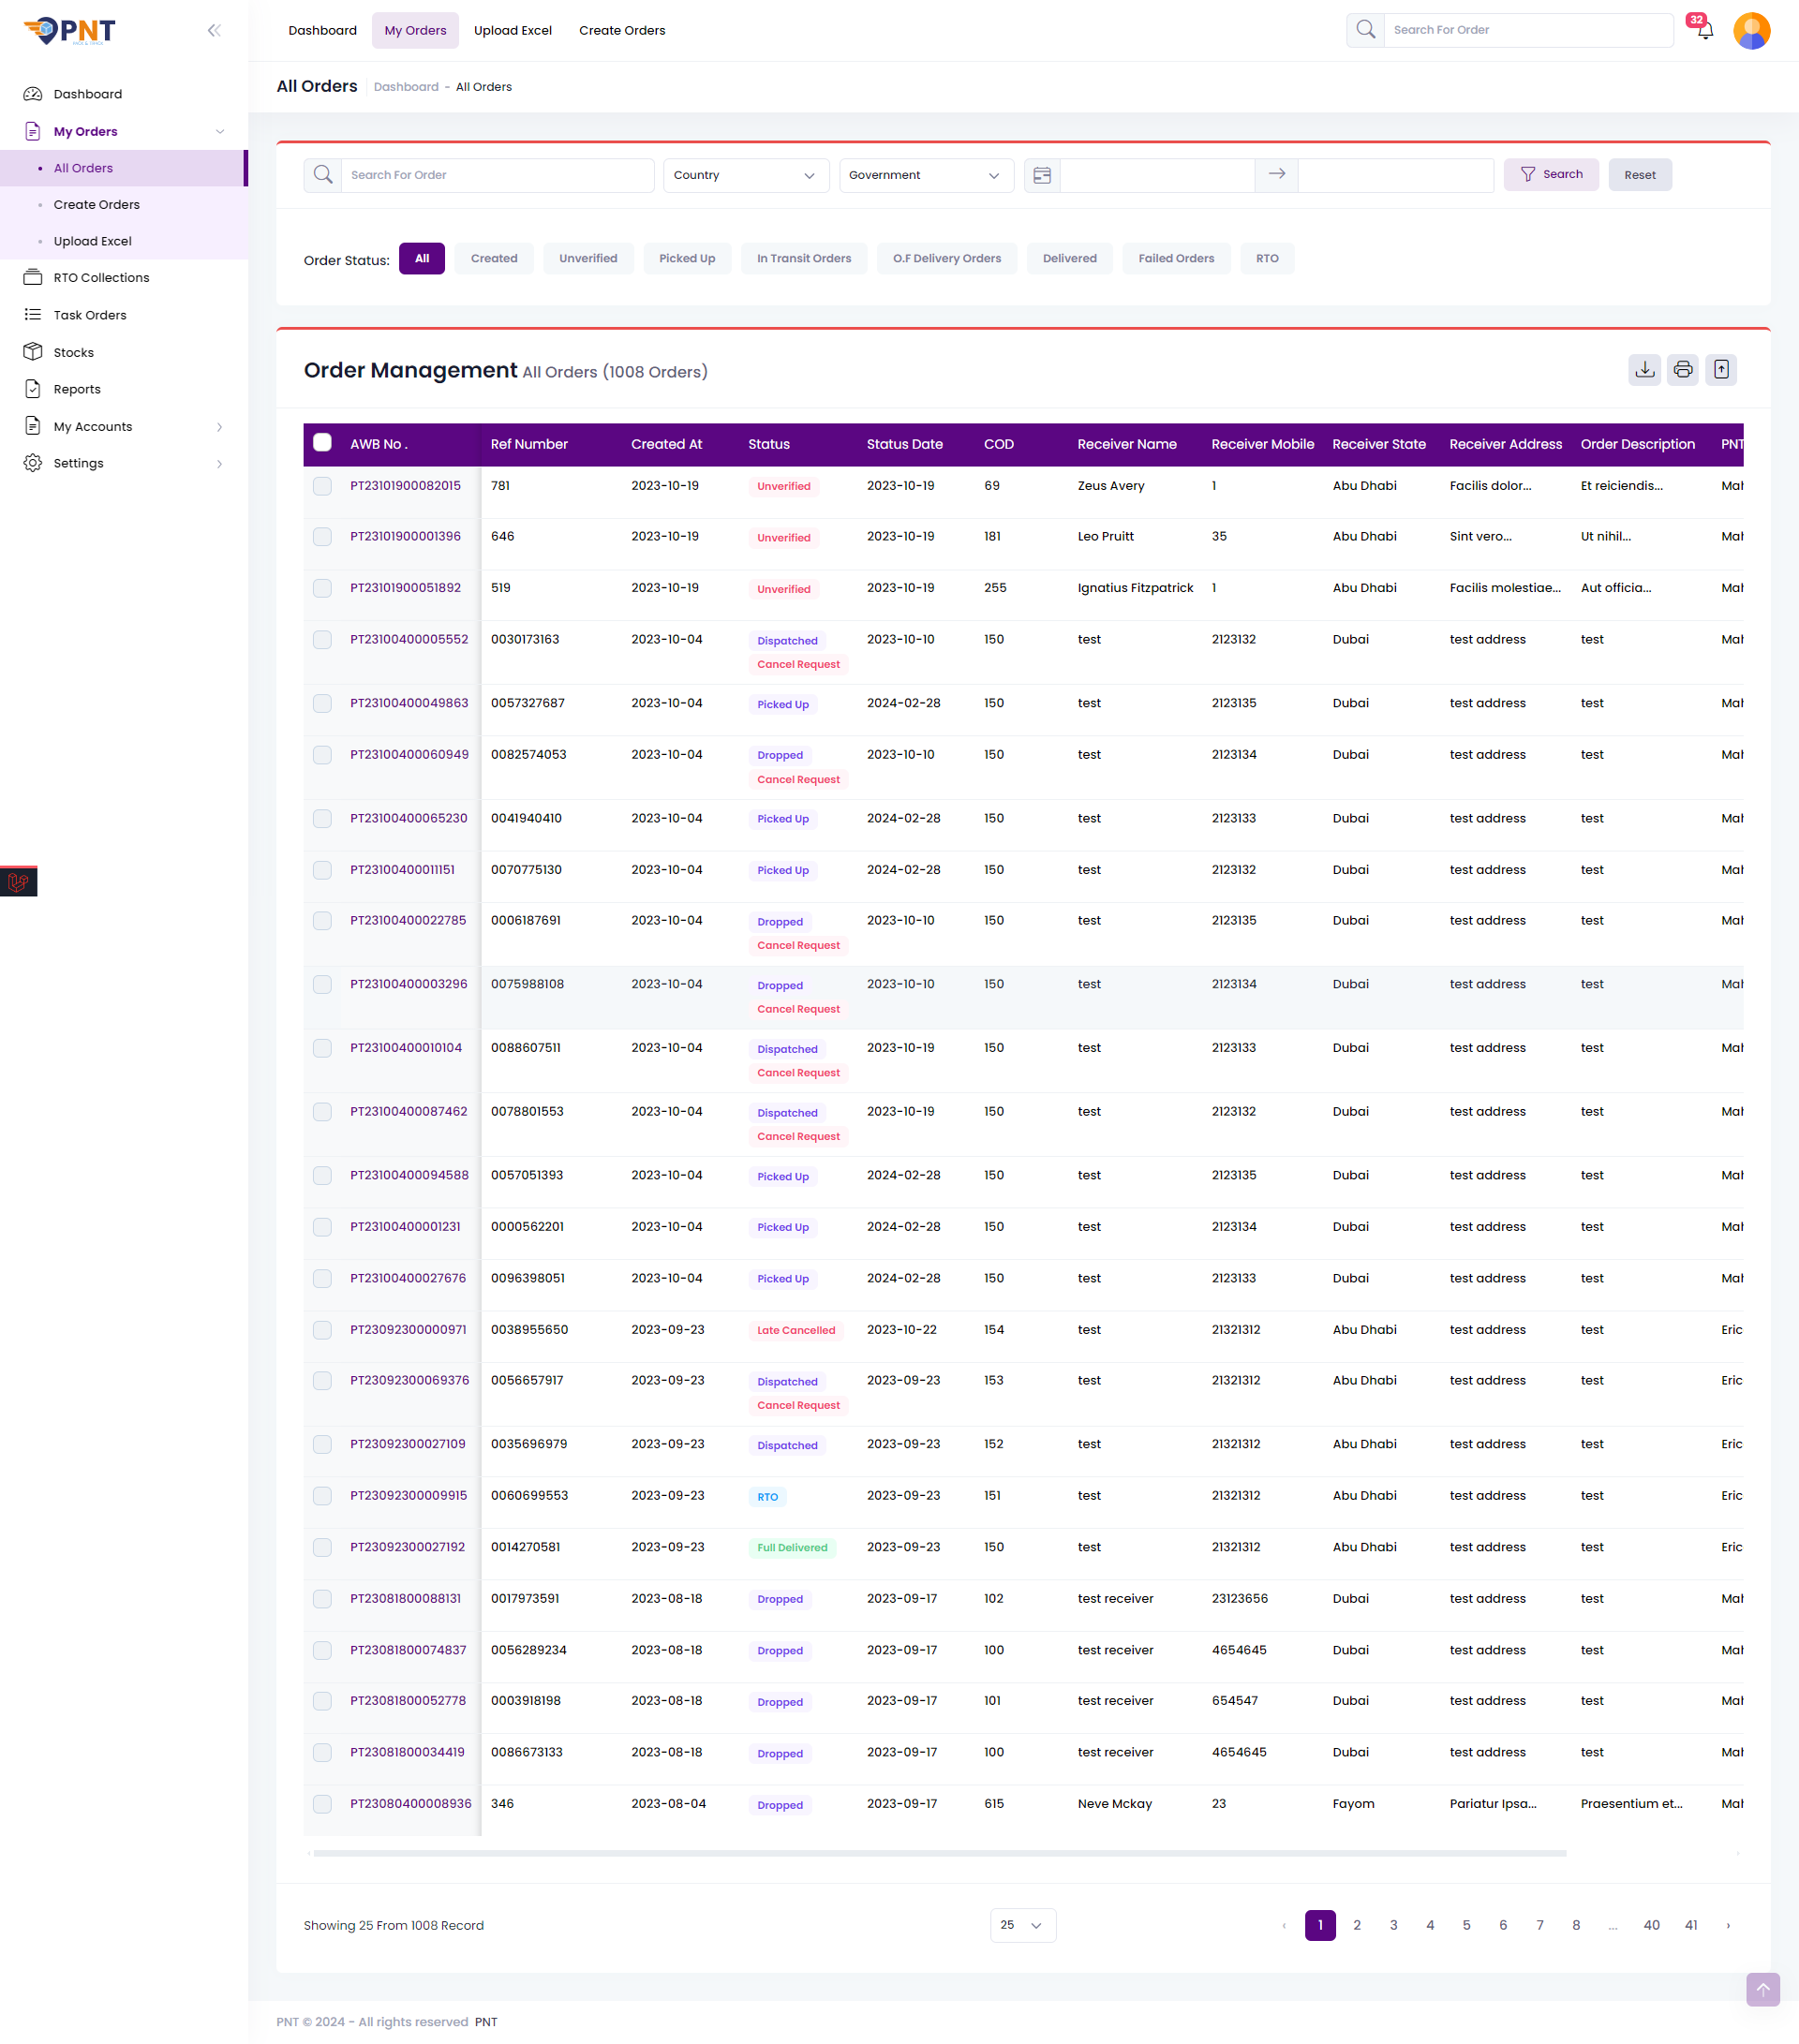 PNT
Dashboard My Orders Upload Excel Create Orders
Search For Order
32
All Orders Dashboard - All Orders
Dashboard
My Orders
All Orders
Create Orders
Upload Excel
RTO Collections
Task Orders
Stocks
Reports
My Accounts
Settings
Search For Order Country Government Search Reset
Order Status: All Created Unverified Picked Up In Transit Orders O.F Delivery Orders Delivered Failed Orders RTO
Order Management All Orders (1008 Orders)
AWB No . Ref Number Created At Status Status Date COD Receiver Name Receiver Mobile Receiver State Receiver Address Order Description PNT
PT23101900082015 781 2023-10-19 Unverified 2023-10-19 69 Zeus Avery 1 Abu Dhabi Facilis dolor... Et reiciendis... Mah
PT23101900001396 646 2023-10-19 Unverified 2023-10-19 181 Leo Pruitt 35 Abu Dhabi Sint vero... Ut nihil... Mah
PT23101900051892 519 2023-10-19 Unverified 2023-10-19 255 Ignatius Fitzpatrick 1 Abu Dhabi Facilis molestiae... Aut officia... Mah
PT23100400005552 0030173163 2023-10-04 Dispatched 2023-10-10 150 test 2123132 Dubai test address test Mah
Cancel Request
PT23100400049863 0057327687 2023-10-04 Picked Up 2024-02-28 150 test 2123135 Dubai test address test Mah
PT23100400060949 0082574053 2023-10-04 Dropped 2023-10-10 150 test 2123134 Dubai test address test Mah
Cancel Request
PT23100400065230 0041940410 2023-10-04 Picked Up 2024-02-28 150 test 2123133 Dubai test address test Mah
PT23100400011151 0070775130 2023-10-04 Picked Up 2024-02-28 150 test 2123132 Dubai test address test Mah
PT23100400022785 0006187691 2023-10-04 Dropped 2023-10-10 150 test 2123135 Dubai test address test Mah
Cancel Request
PT23100400003296 0075988108 2023-10-04 Dropped 2023-10-10 150 test 2123134 Dubai test address test Mah
Cancel Request
PT23100400010104 0088607511 2023-10-04 Dispatched 2023-10-19 150 test 2123133 Dubai test address test Mah
Cancel Request
PT23100400087462 0078801553 2023-10-04 Dispatched 2023-10-19 150 test 2123132 Dubai test address test Mah
Cancel Request
PT23100400094588 0057051393 2023-10-04 Picked Up 2024-02-28 150 test 2123135 Dubai test address test Mah
PT23100400001231 0000562201 2023-10-04 Picked Up 2024-02-28 150 test 2123134 Dubai test address test Mah
PT23100400027676 0096398051 2023-10-04 Picked Up 2024-02-28 150 test 2123133 Dubai test address test Mah
PT23092300000971 0038955650 2023-09-23 Late Cancelled 2023-10-22 154 test 21321312 Abu Dhabi test address test Eric
PT23092300069376 0056657917 2023-09-23 Dispatched 2023-09-23 153 test 21321312 Abu Dhabi test address test Eric
Cancel Request
PT23092300027109 0035696979 2023-09-23 Dispatched 2023-09-23 152 test 21321312 Abu Dhabi test address test Eric
PT23092300009915 0060699553 2023-09-23 RTO 2023-09-23 151 test 21321312 Abu Dhabi test address test Eric
PT23092300027192 0014270581 2023-09-23 Full Delivered 2023-09-23 150 test 21321312 Abu Dhabi test address test Eric
PT23081800088131 0017973591 2023-08-18 Dropped 2023-09-17 102 test receiver 23123656 Dubai test address test Mah
PT23081800074837 0056289234 2023-08-18 Dropped 2023-09-17 100 test receiver 4654645 Dubai test address test Mah
PT23081800052778 0003918198 2023-08-18 Dropped 2023-09-17 101 test receiver 654547 Dubai test address test Mah
PT23081800034419 0086673133 2023-08-18 Dropped 2023-09-17 100 test receiver 4654645 Dubai test address test Mah
PT23080400008936 346 2023-08-04 Dropped 2023-09-17 615 Neve Mckay 23 Fayom Pariatur Ipsa... Praesentium et... Mah
Showing 25 From 1008 Record 25 ‹ 1 2 3 4 5 6 7 8 ... 40 41 ›
PNT © 2024 - All rights reserved PNT